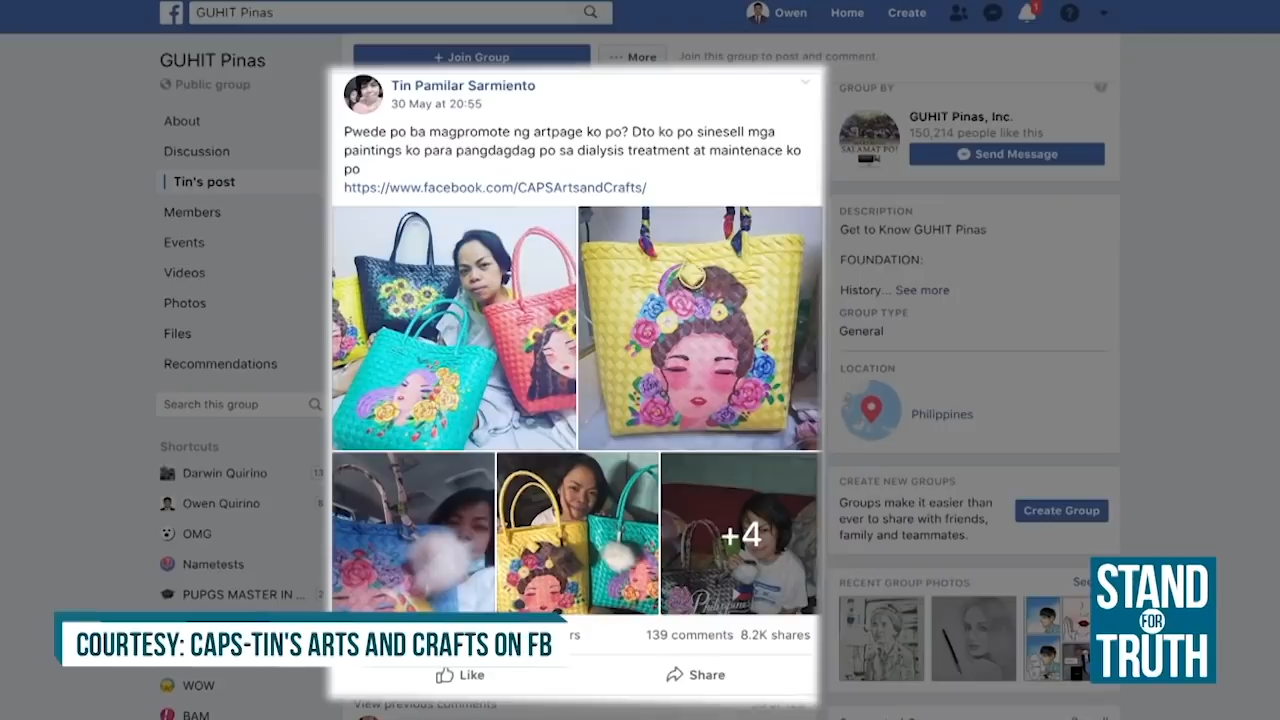 GUHIT Pinas
Owen
Home
Create
1
GUHIT Pinas
Public group
About
Discussion
Tin's post
Members
Events
Videos
Photos
Files
Recommendations
Search this group
Shortcuts
Darwin Quirino
13
Owen Quirino
8
OMG
Nametests
PUPGS MASTER IN ...
2
WOW
BAM
+ Join Group
··· More
Join this group to post and comment.
Tin Pamilar Sarmiento
30 May at 20:55
Pwede po ba magpromote ng artpage ko po? Dto ko po sinesell mga
paintings ko para pangdagdag po sa dialysis treatment at maintenace ko
po
https://www.facebook.com/CAPSArtsandCrafts/
+4
Philippines
139 comments 8.2K shares
Like
Share
View previous comments
GROUP BY
GUHIT Pinas, Inc.
150,214 people like this
SALAMAT PO!
Send Message
DESCRIPTION
Get to Know GUHIT Pinas
FOUNDATION:
History... See more
GROUP TYPE
General
LOCATION
Philippines
CREATE NEW GROUPS
Groups make it easier than
ever to share with friends,
family and teammates.
Create Group
RECENT GROUP PHOTOS
COURTESY: CAPS-TIN'S ARTS AND CRAFTS ON FB
STAND
FOR
TRUTH